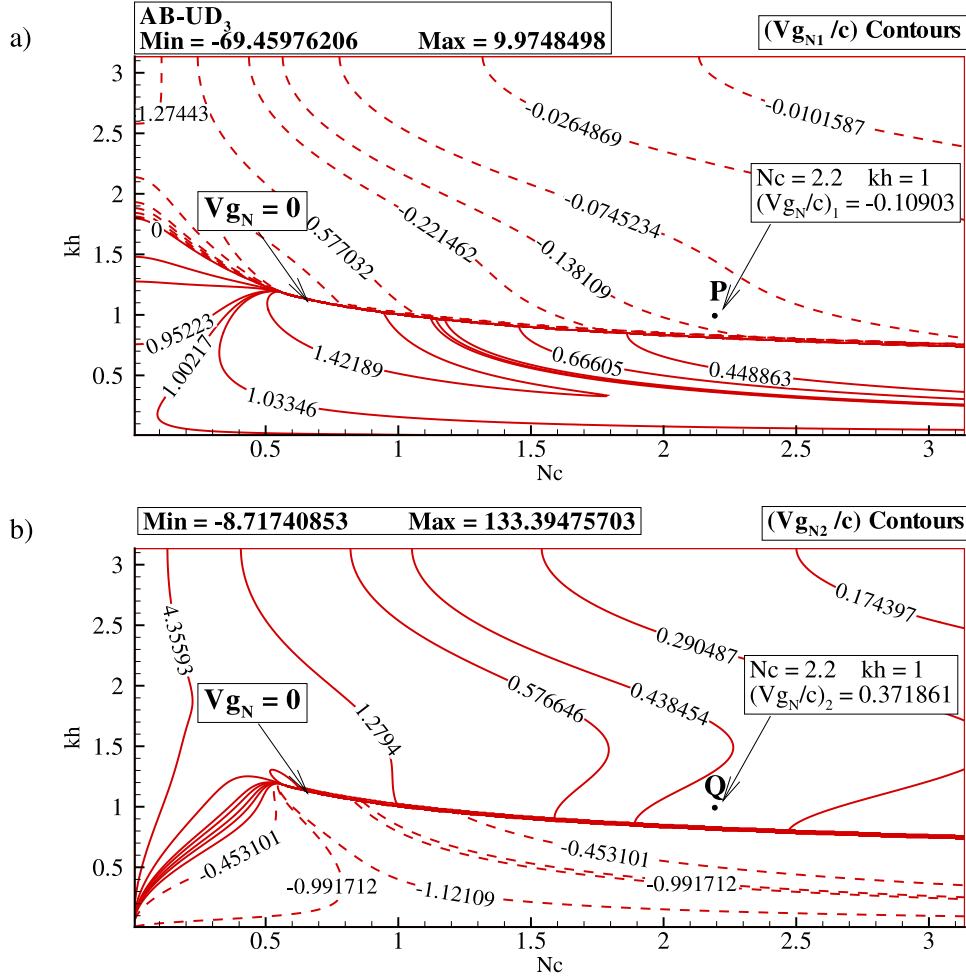 a)
AB-UD3
Min = -69.45976206 Max = 9.9748498
(VgN1 /c) Contours
3
2.5
2
1.5
1
0.5
kh
1.27443
-0.0264869
-0.0101587
VgN = 0
Nc = 2.2 kh = 1
(VgN/c)1 = -0.10903
0
0.577032
-0.221462
-0.0745234
-0.138109
P
0.95223
1.00217
1.42189
1.03346
0.66605
0.448863
0.5 1 1.5 2 2.5 3
Nc
b)
Min = -8.71740853 Max = 133.39475703
(VgN2 /c) Contours
3
2.5
2
1.5
1
0.5
kh
4.35593
0.174397
0.290487
VgN = 0
Nc = 2.2 kh = 1
(VgN/c)2 = 0.371861
1.2794
0.576646
0.438454
Q
-0.453101
-0.991712
-1.12109
-0.453101
-0.991712
0.5 1 1.5 2 2.5 3
Nc